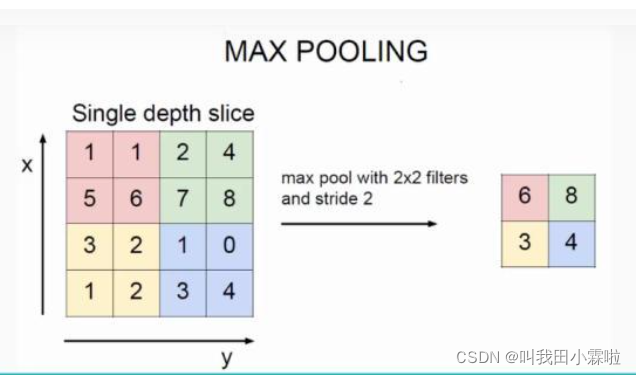 MAX POOLING
Single depth slice
x
1 1 2 4
5 6 7 8
3 2 1 0
1 2 3 4
y
max pool with 2x2 filters
and stride 2
6 8
3 4
CSDN @叫我田小霖啦